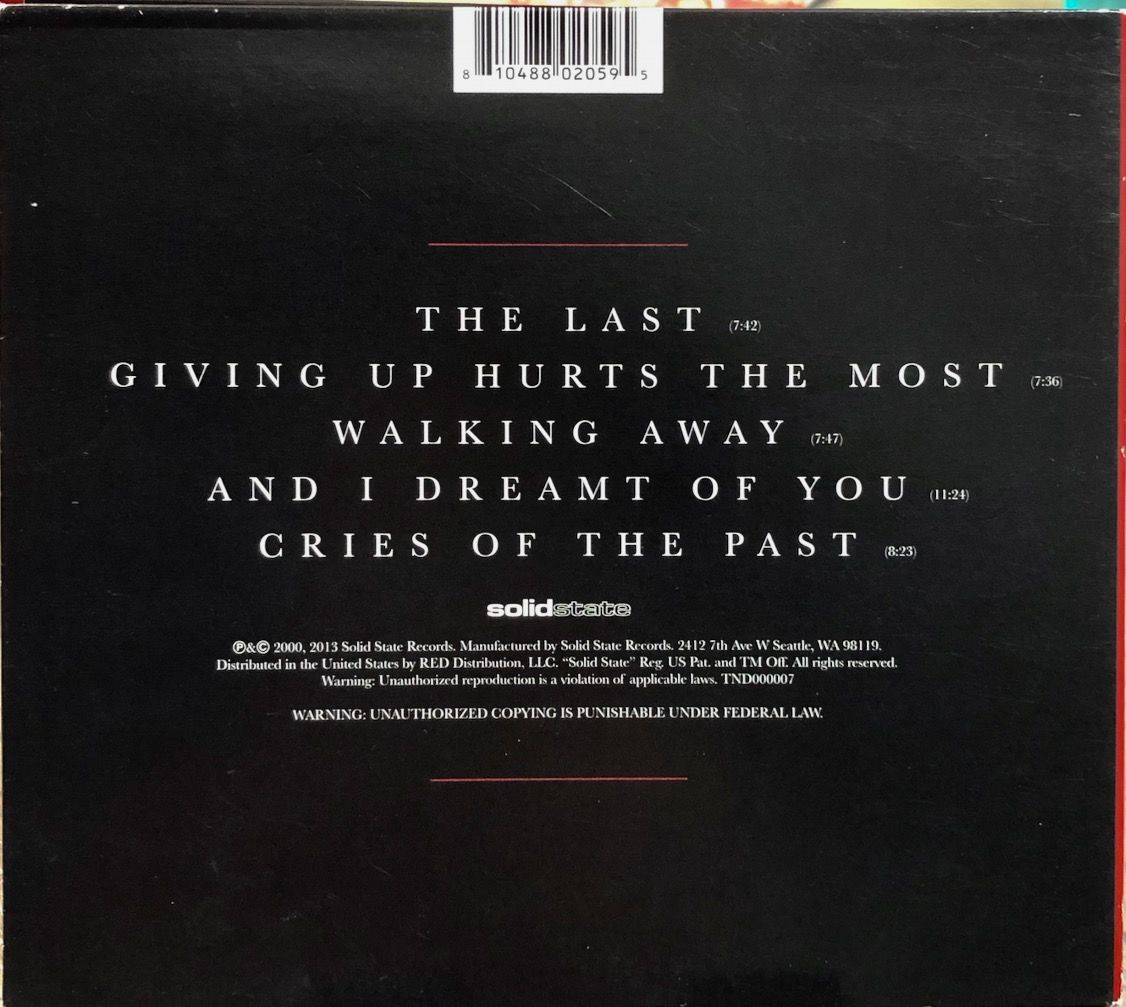 8 10488 02059 5
THE LAST (7:42)
GIVING UP HURTS THE MOST (7:36)
WALKING AWAY (7:47)
AND I DREAMT OF YOU (11:24)
CRIES OF THE PAST (8:23)
solidstate
℗&© 2000, 2013 Solid State Records. Manufactured by Solid State Records. 2412 7th Ave W Seattle, WA 98119.
Distributed in the United States by RED Distribution, LLC. “Solid State” Reg. US Pat. and TM Off. All rights reserved.
Warning: Unauthorized reproduction is a violation of applicable laws. TND000007
WARNING: UNAUTHORIZED COPYING IS PUNISHABLE UNDER FEDERAL LAW.